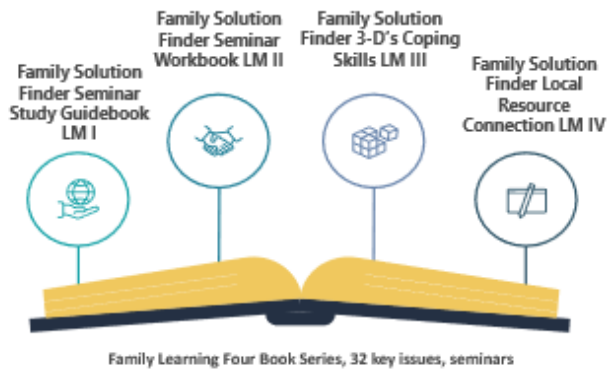 Family Solution
Finder Seminar
Study Guidebook
LM I
Family Solution
Finder Seminar
Workbook LM II
Family Solution
Finder 3-D's Coping
Skills LM III
Family Solution
Finder Local
Resource
Connection LM IV
Family Learning Four Book Series, 32 key issues, seminars